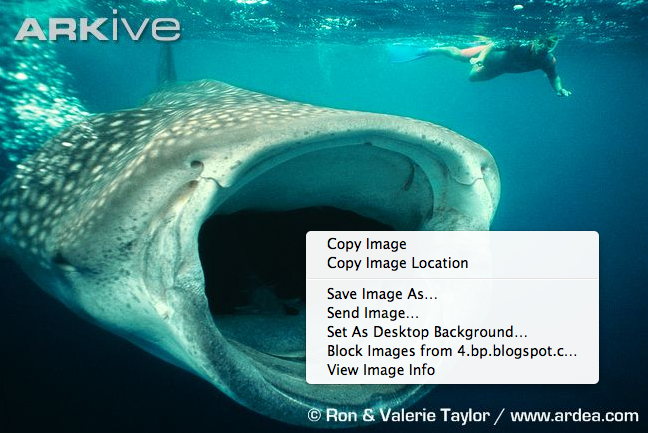 ARKive
Copy Image
Copy Image Location
Save Image As...
Send Image...
Set As Desktop Background...
Block Images from 4.bp.blogspot.c...
View Image Info
© Ron & Valerie Taylor / www.ardea.com